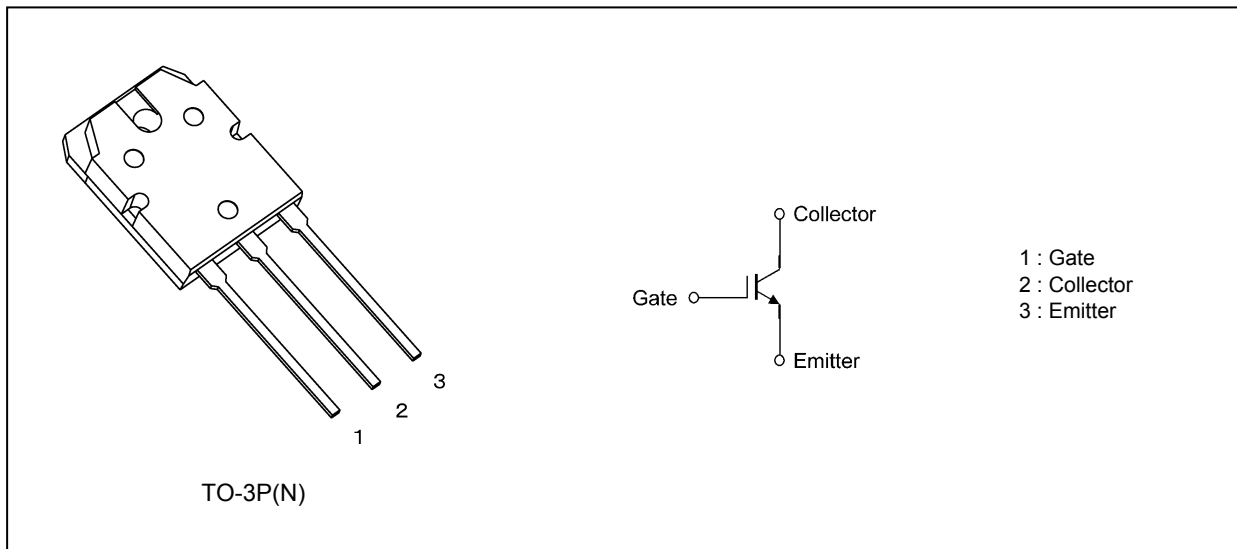 1
2
3
TO-3P(N)
Collector
Gate
Emitter
1 : Gate
2 : Collector
3 : Emitter